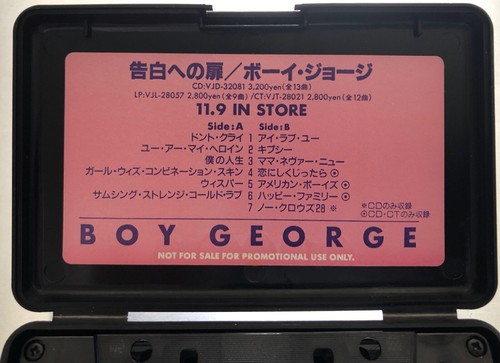 告白への扉／ボーイ・ジョージ
CD:VJD-32081 3,200yen(全13曲)
LP:VJL-28057 2,800yen(全9曲)/CT:VJT-28021 2,800yen(全12曲)
11.9 IN STORE
Side:A Side:B
ドント・クライ 1 アイ・ラブ・ユー
ユー・アー・マイ・ヘロイン 2 キプシー
僕の人生 3 ママ・ネヴァー・ニュー
ガール・ウィズ・コンビネーション・スキン 4 恋にしくじったら ⦿
ウィスパー 5 アメリカン・ボーイズ ⦿
サムシング・ストレンジ・コールド・ラブ 6 ハッピー・ファミリー ⦿
7 ノー・クロウズ28 ※
※CDのみ収録
⦿CD・CTのみ収録
BOY GEORGE
NOT FOR SALE FOR PROMOTIONAL USE ONLY.